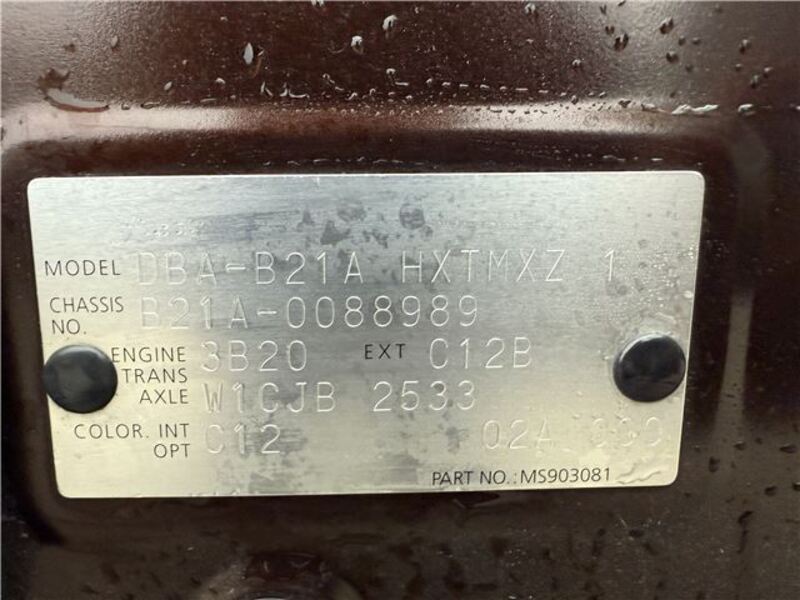 MODEL DBA-B21A HXTMXZ 1
CHASSIS NO. B21A-0088989
ENGINE 3B20 EXT C12B
TRANS AXLE W1CJB 2533
COLOR. INT OPT C12 02A
PART NO.: MS903081